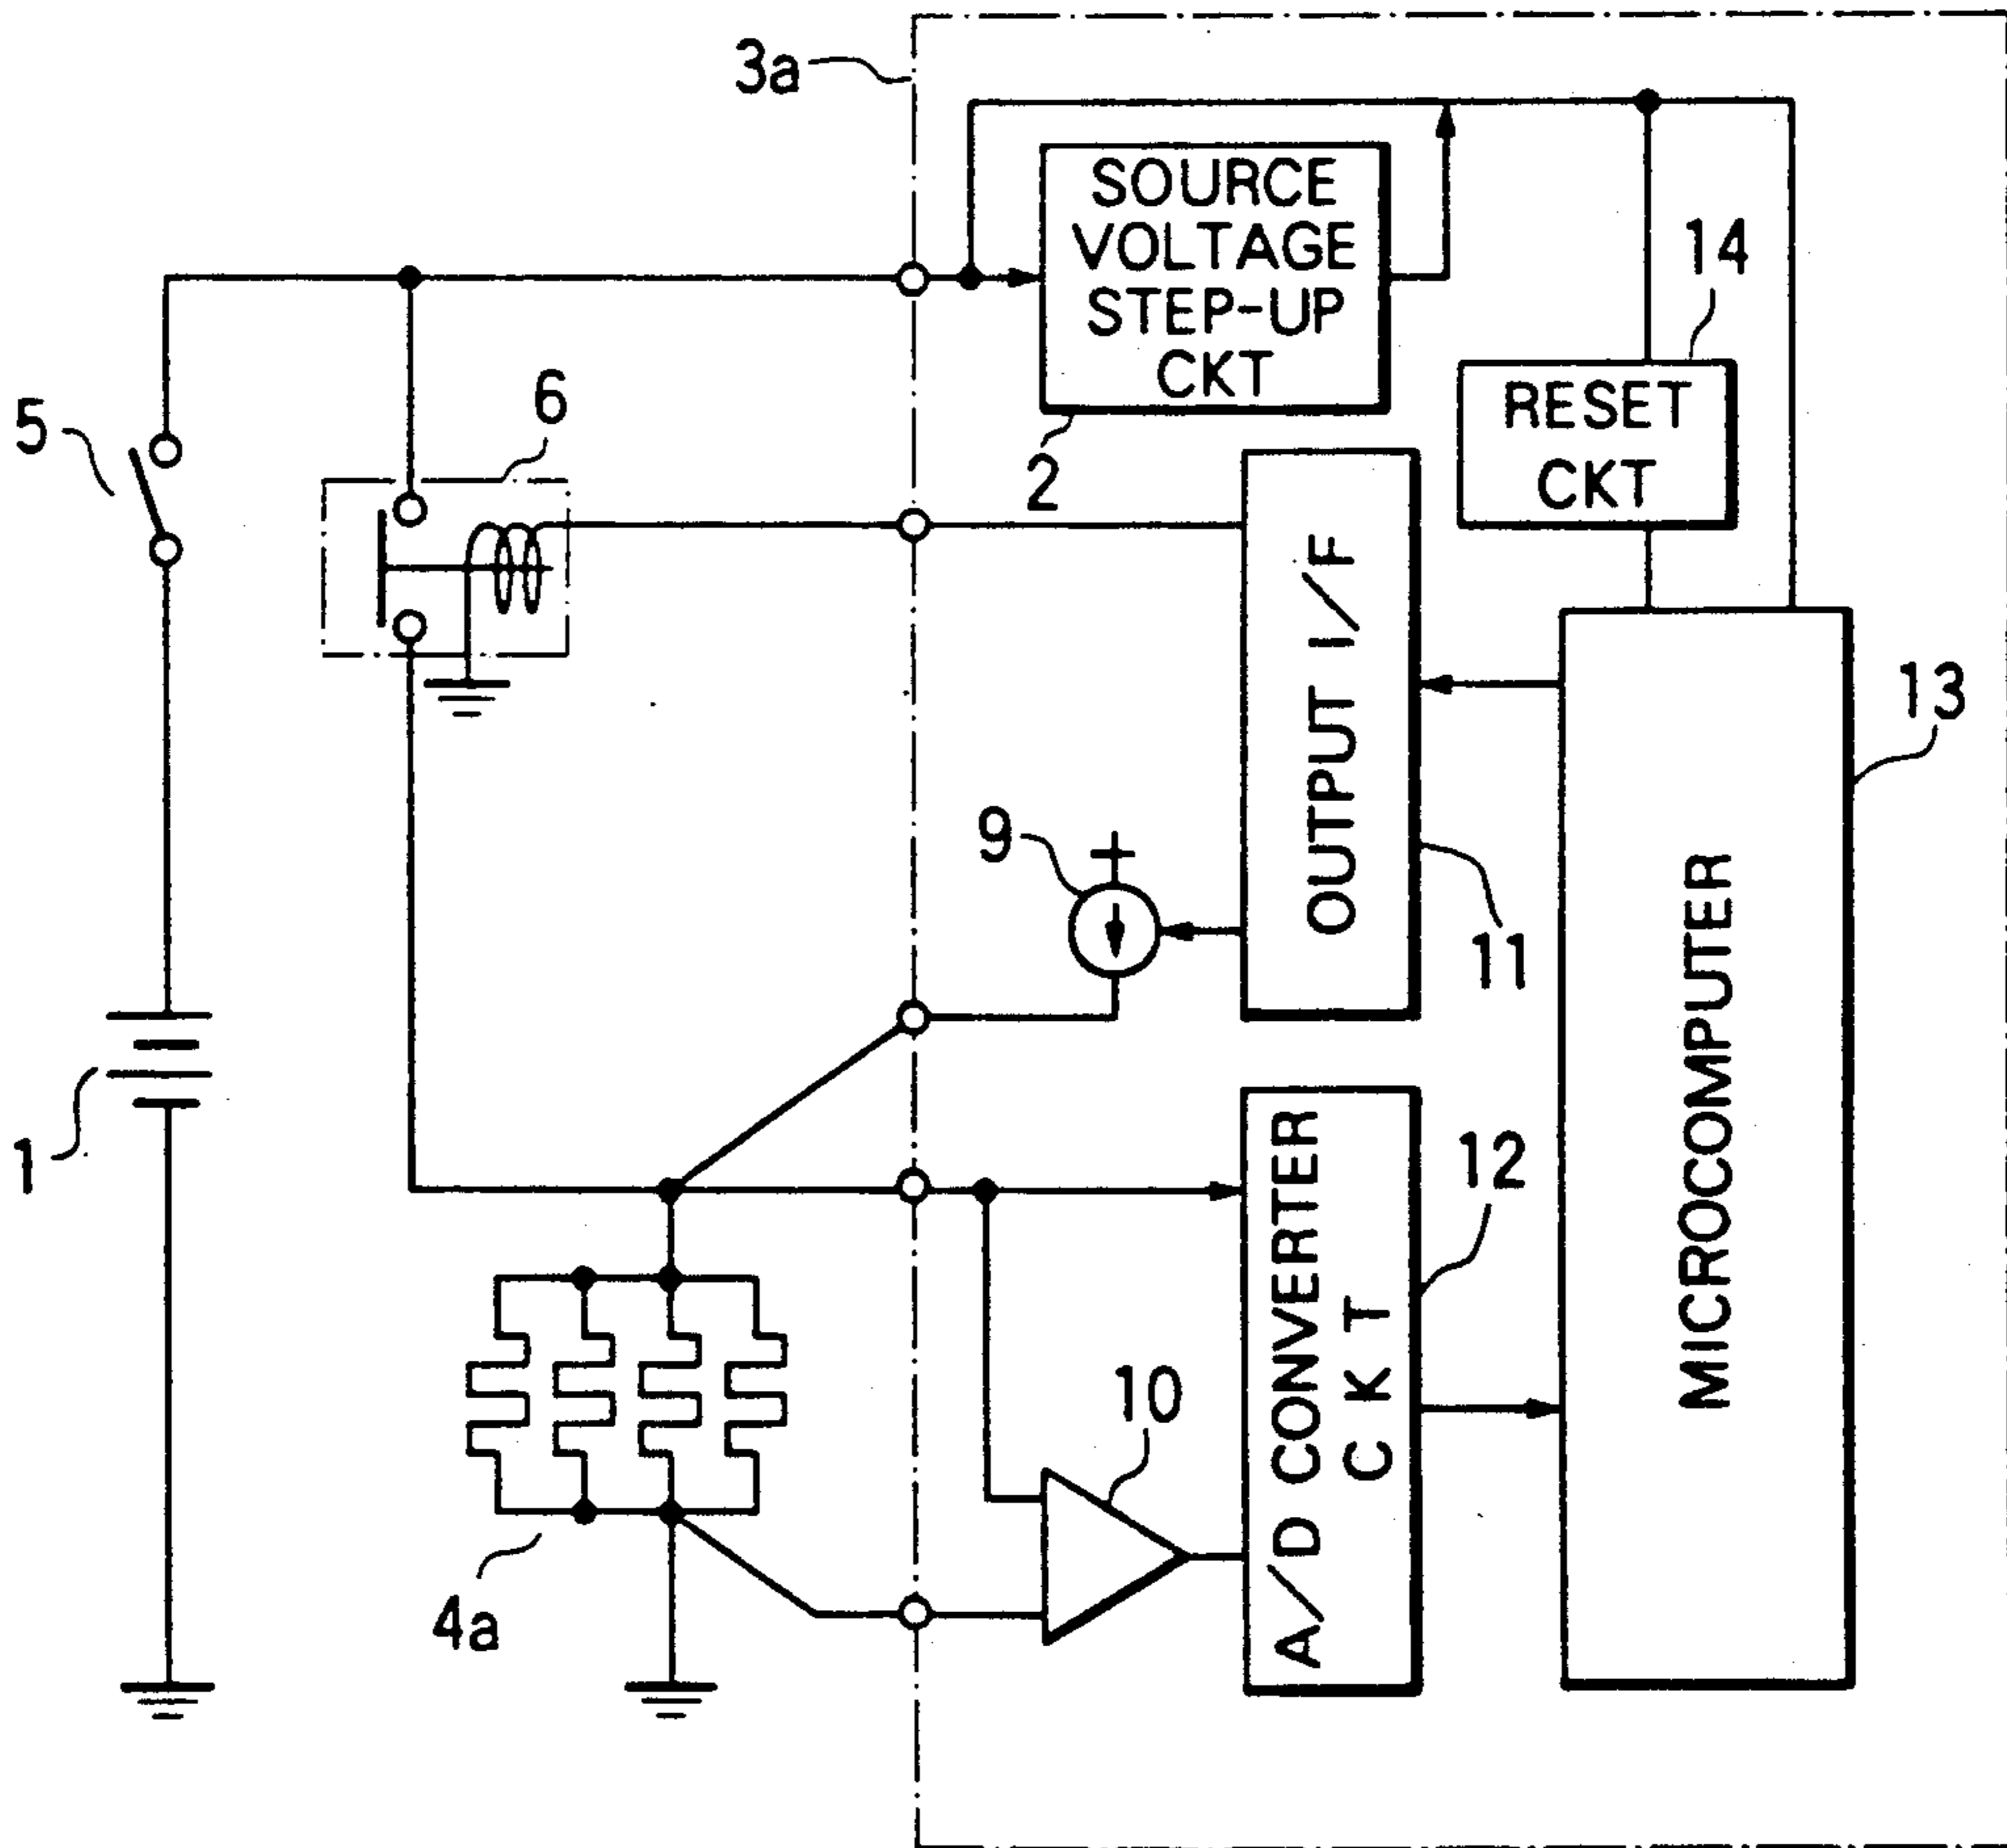 3a
SOURCE
VOLTAGE
STEP-UP
CKT
2
14
RESET
CKT
5
6
OUTPUT I/F
11
13
MICROCOMPUTER
9
+
1
A/D CONVERTER
CKT
12
10
4a